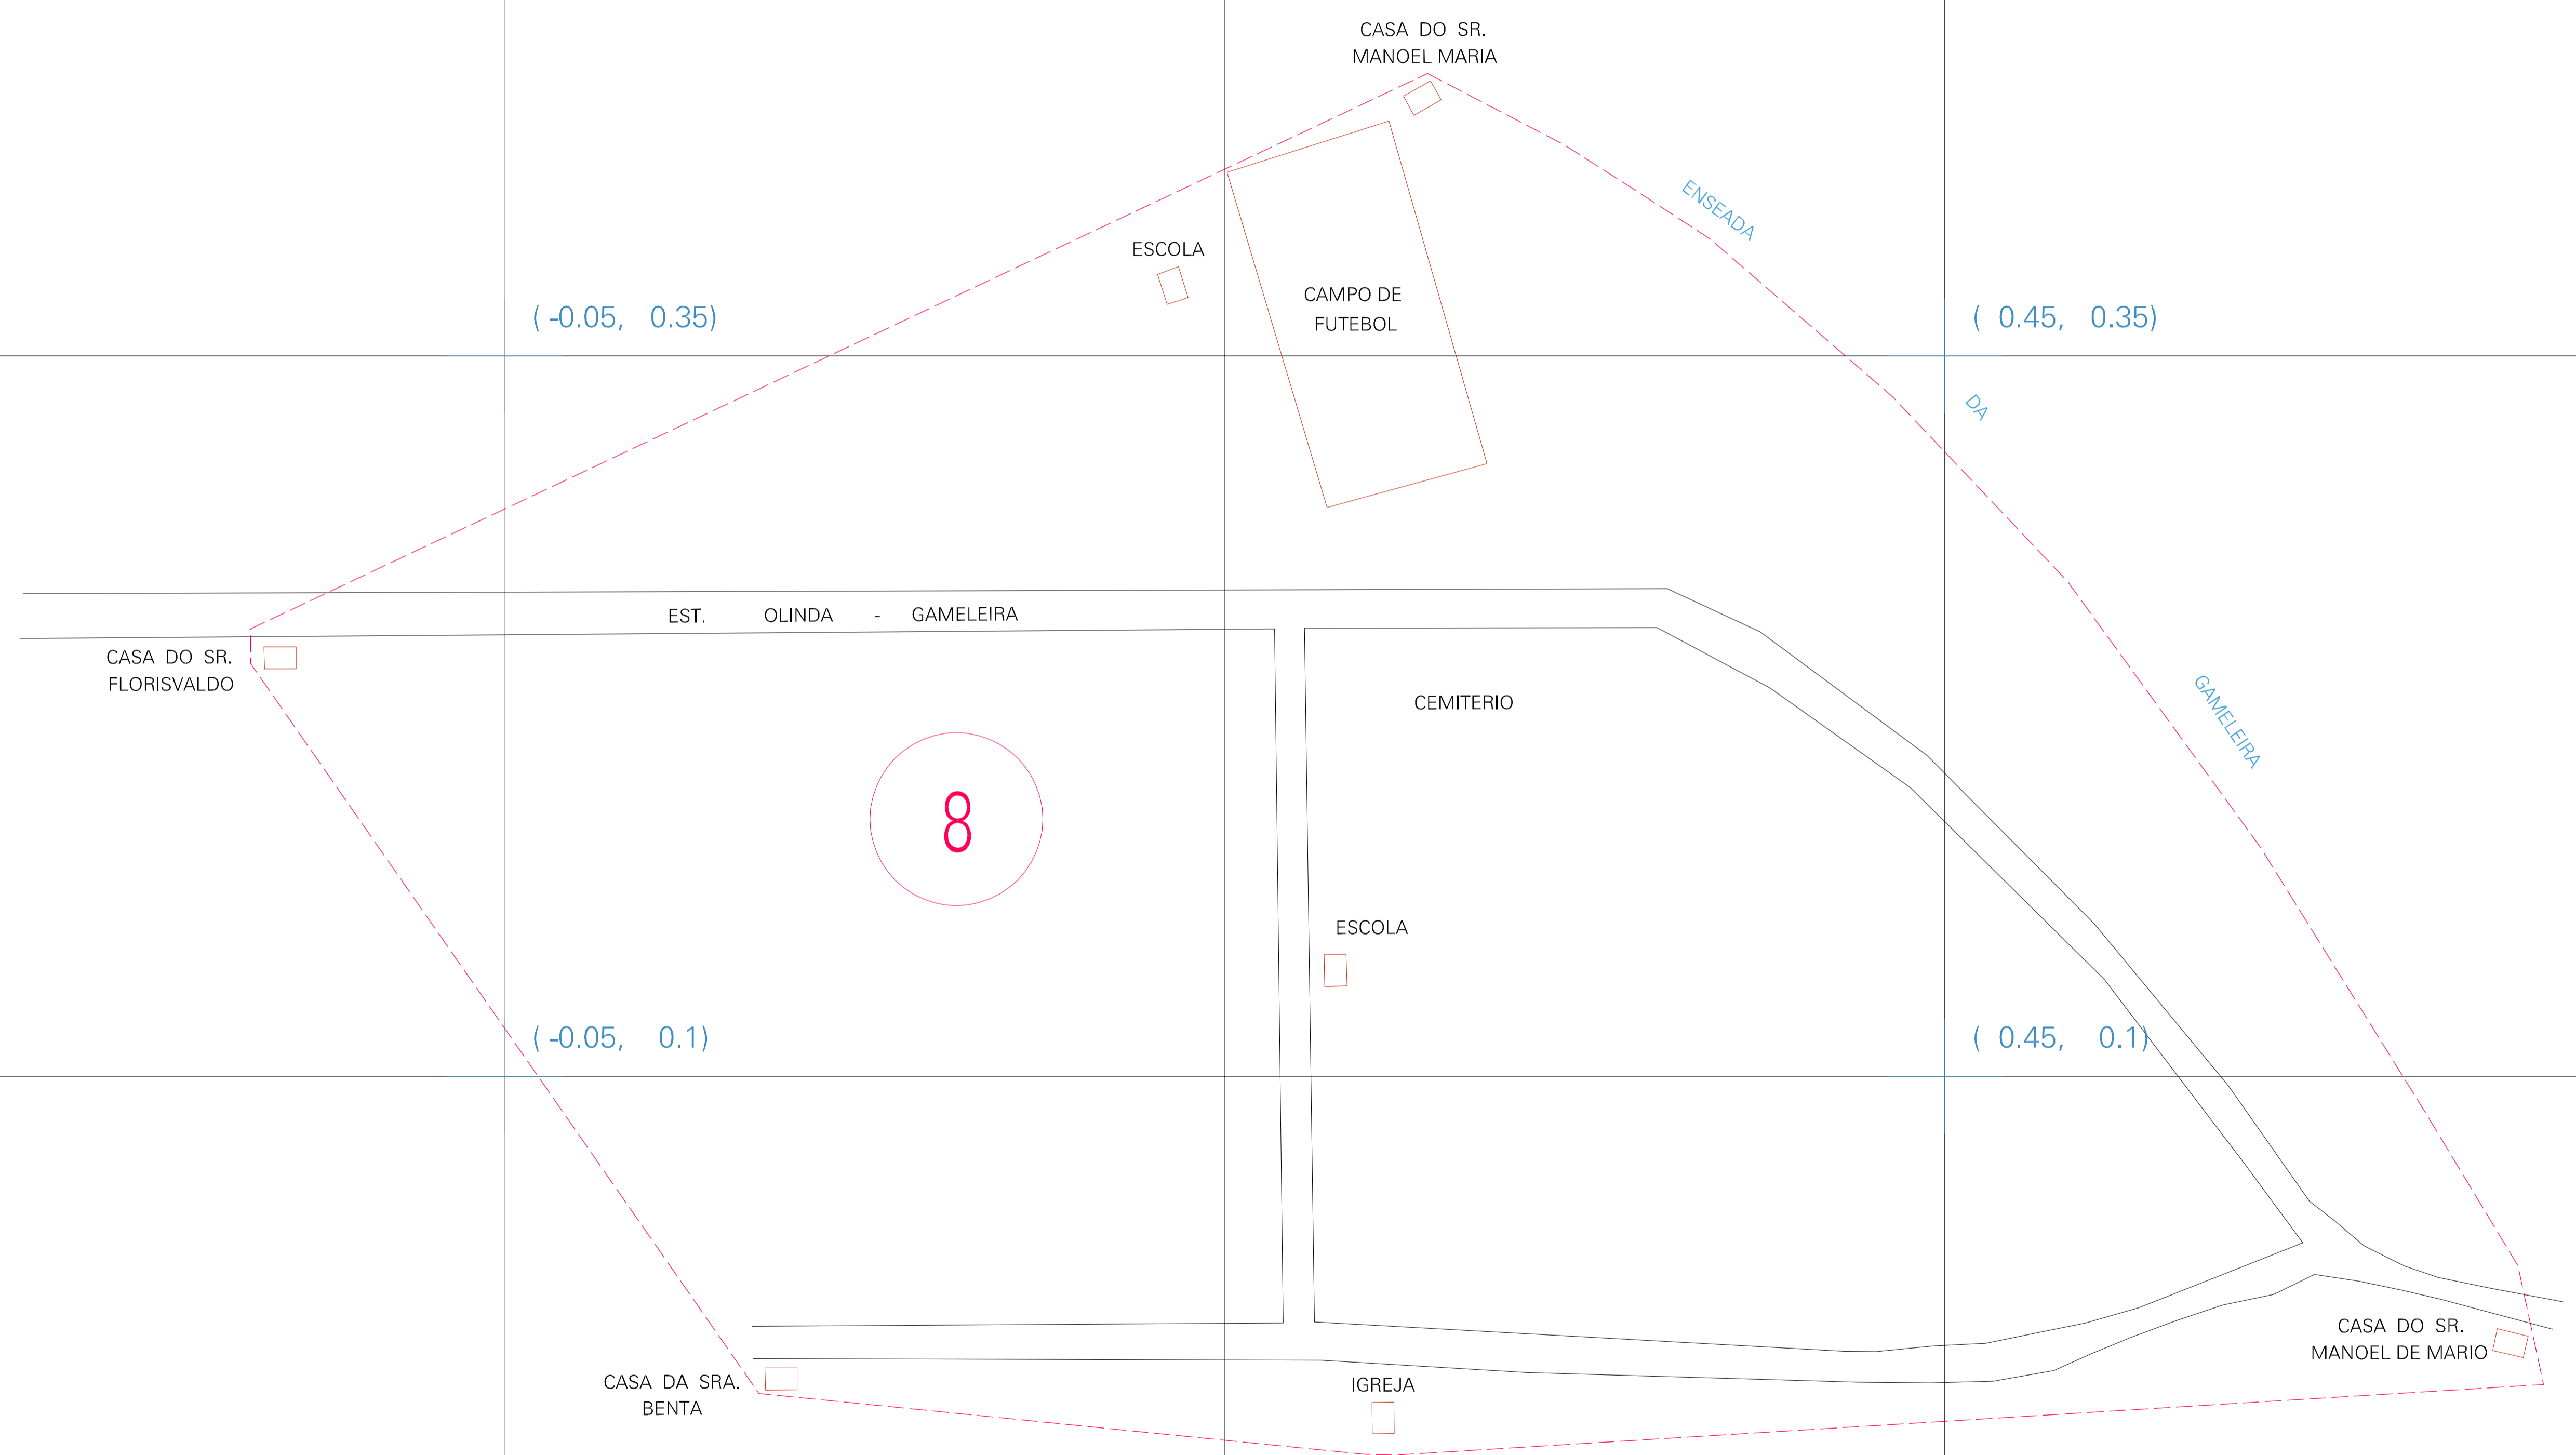 CASA DO SR.
MANOEL MARIA
ENSEADA
ESCOLA
CAMPO DE
FUTEBOL
( -0.05, 0.35)
( 0.45, 0.35)
DA
EST. OLINDA - GAMELEIRA
CASA DO SR.
FLORISVALDO
CEMITERIO
GAMELEIRA
8
ESCOLA
( -0.05, 0.1)
( 0.45, 0.1)
CASA DO SR.
MANOEL DE MARIO
CASA DA SRA.
BENTA
IGREJA